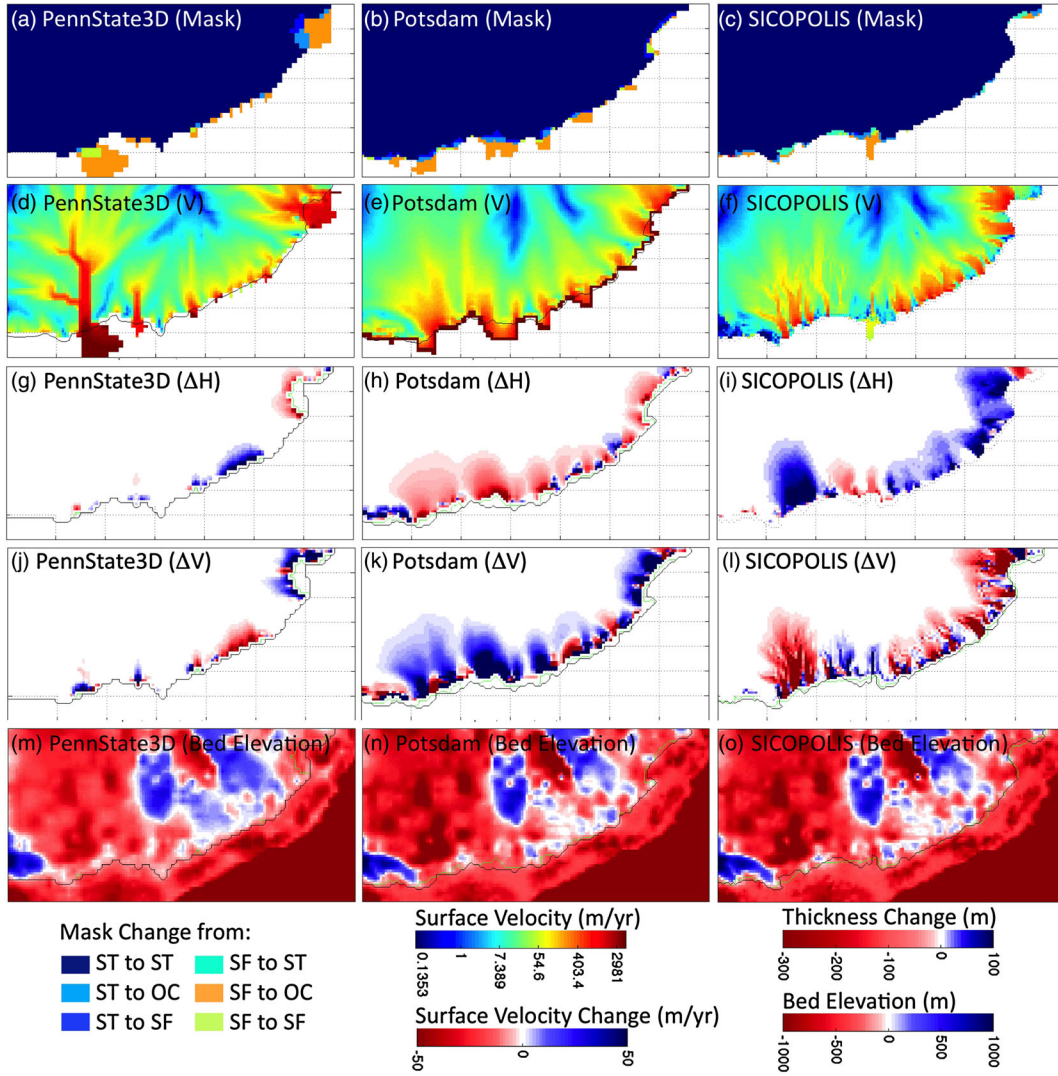 (a) PennState3D (Mask)
(b) Potsdam (Mask)
(c) SICOPOLIS (Mask)
(d) PennState3D (V)
(e) Potsdam (V)
(f) SICOPOLIS (V)
(g) PennState3D (ΔH)
(h) Potsdam (ΔH)
(i) SICOPOLIS (ΔH)
(j) PennState3D (ΔV)
(k) Potsdam (ΔV)
(l) SICOPOLIS (ΔV)
(m) PennState3D (Bed Elevation)
(n) Potsdam (Bed Elevation)
(o) SICOPOLIS (Bed Elevation)
Mask Change from:
ST to ST
SF to ST
ST to OC
SF to OC
ST to SF
SF to SF
Surface Velocity (m/yr)
0.1353 1 7.389 54.6 403.4 2981
Surface Velocity Change (m/yr)
-50 0 50
Thickness Change (m)
-300 -200 -100 0 100
Bed Elevation (m)
-1000 -500 0 500 1000